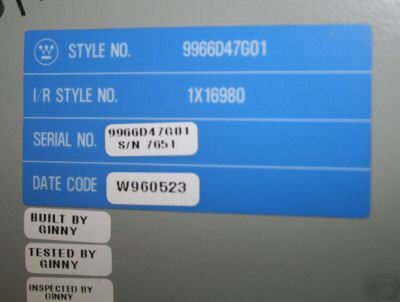 STYLE NO. 9966D47G01
I/R STYLE NO. 1X16980
SERIAL NO. 9966D47G01
S/N 7651
DATE CODE W960523
BUILT BY
GINNY
TESTED BY
GINNY
INSPECTED BY
GINNY